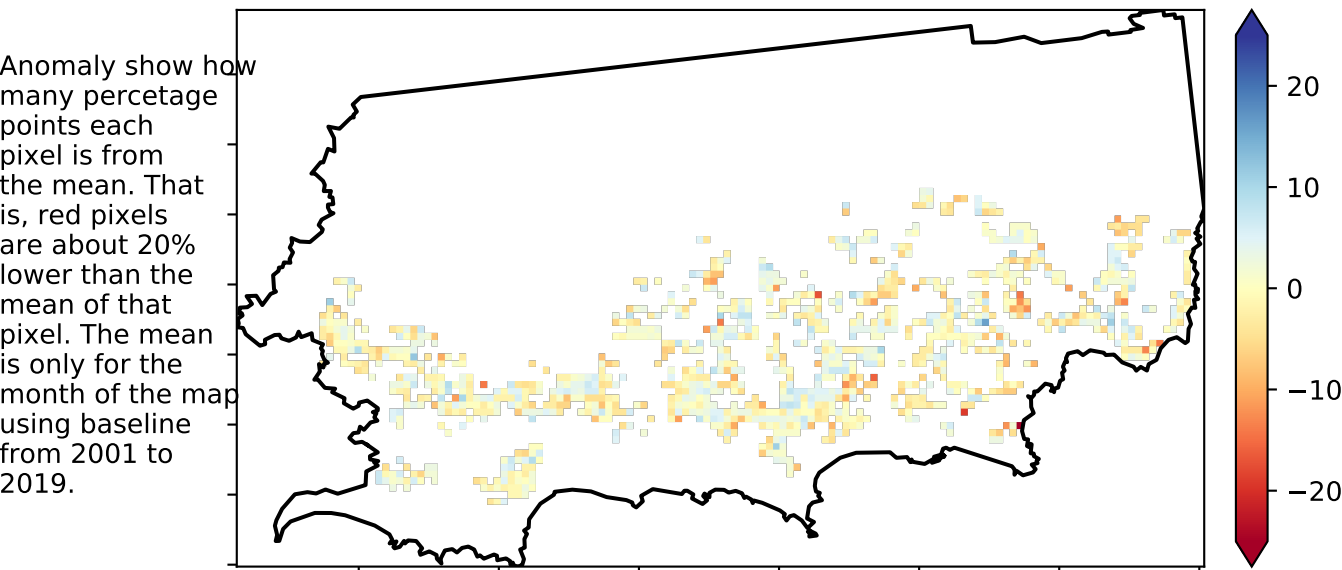 Anomaly show how
many percetage
points each
pixel is from
the mean. That
is, red pixels
are about 20%
lower than the
mean of that
pixel. The mean
is only for the
month of the map
using baseline
from 2001 to
2019.
20
10
0
−10
−20